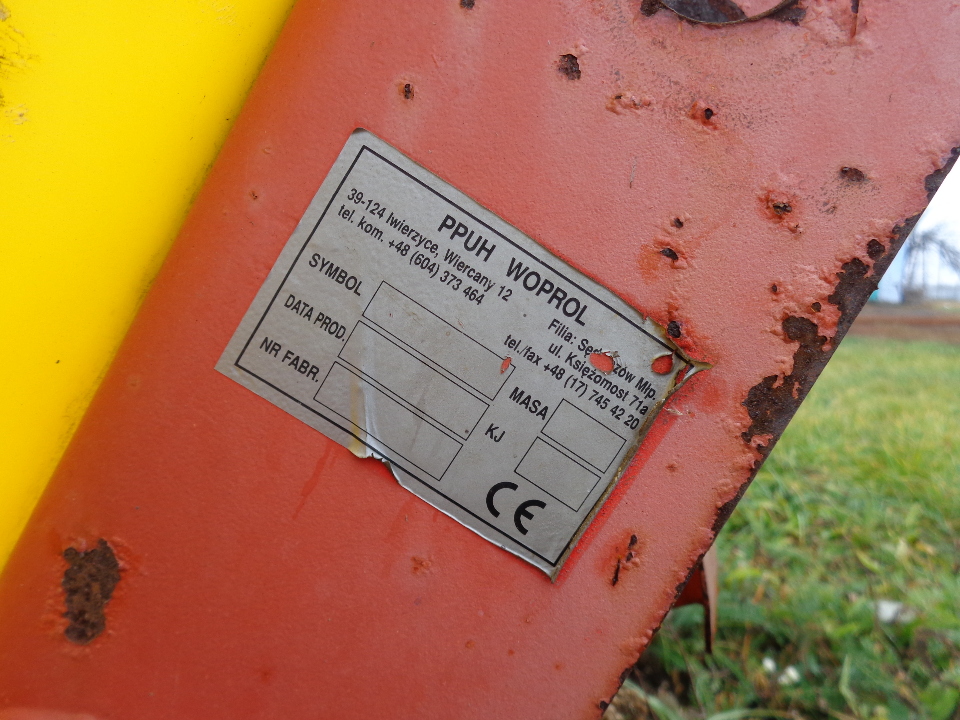 PPUH WOPROL
39-124 Iwierzyce, Wiercany 12
tel. kom. +48 (604) 373 464
Filia: Młp.
ul. Księżomost 71a
tel./fax +48 (17) 745 42 20
SYMBOL
DATA PROD.
NR FABR.
MASA
KJ
CE